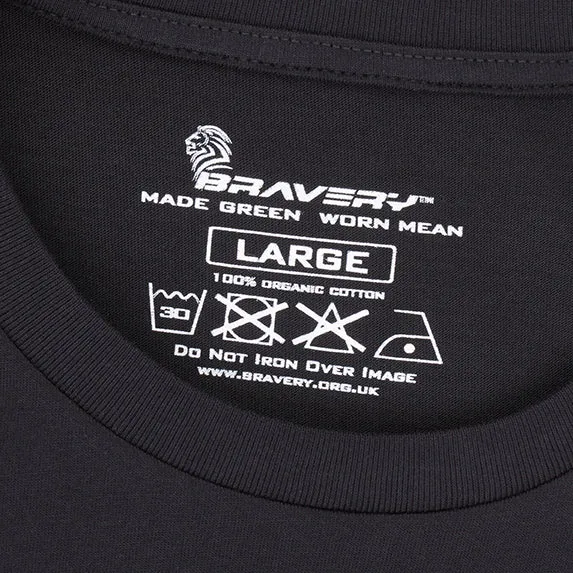 BRAVERY™
MADE GREEN WORN MEAN
LARGE
100% ORGANIC COTTON
30
DO NOT IRON OVER IMAGE
WWW.BRAVERY.ORG.UK